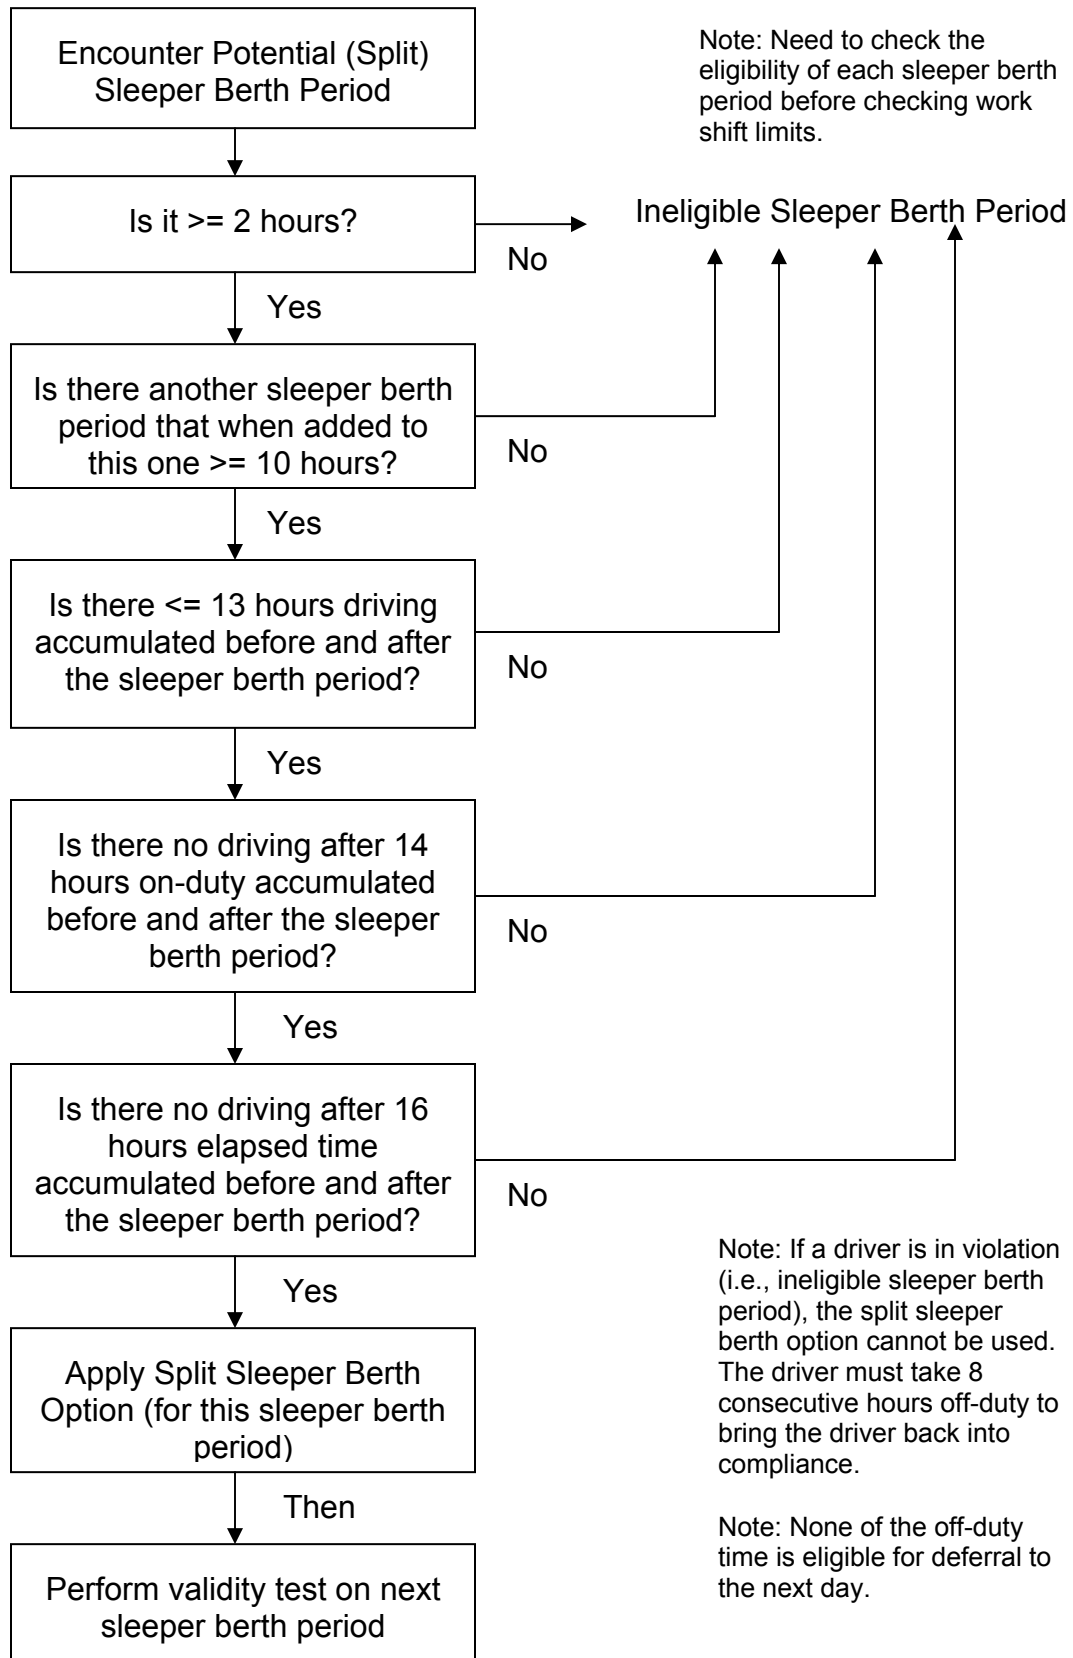 Encounter Potential (Split)
Sleeper Berth Period
Note: Need to check the
eligibility of each sleeper berth
period before checking work
shift limits.
Is it >= 2 hours?
No
Ineligible Sleeper Berth Period
Yes
Is there another sleeper berth
period that when added to
this one >= 10 hours?
No
Yes
Is there <= 13 hours driving
accumulated before and after
the sleeper berth period?
No
Yes
Is there no driving after 14
hours on-duty accumulated
before and after the sleeper
berth period?
No
Yes
Is there no driving after 16
hours elapsed time
accumulated before and after
the sleeper berth period?
No
Yes
Apply Split Sleeper Berth
Option (for this sleeper berth
period)
Then
Perform validity test on next
sleeper berth period
Note: If a driver is in violation
(i.e., ineligible sleeper berth
period), the split sleeper
berth option cannot be used.
The driver must take 8
consecutive hours off-duty to
bring the driver back into
compliance.
Note: None of the off-duty
time is eligible for deferral to
the next day.